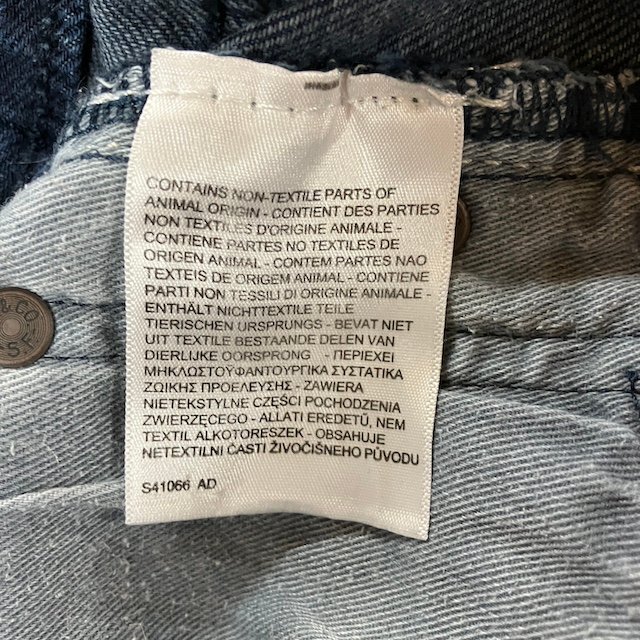 CONTAINS NON-TEXTILE PARTS OF
ANIMAL ORIGIN - CONTIENT DES PARTIES
NON TEXTILES D'ORIGINE ANIMALE -
CONTIENE PARTES NO TEXTILES DE
ORIGEN ANIMAL - CONTEM PARTES NAO
TEXTEIS DE ORIGEM ANIMAL - CONTIENE
PARTI NON TESSILI DI ORIGINE ANIMALE -
ENTHÄLT NICHTTEXTILE TEILE
TIERISCHEN URSPRUNGS - BEVAT NIET
UIT TEXTILE BESTAANDE DELEN VAN
DIERLIJKE OORSPRONG - ΠΕΡΙΕΧΕΙ
ΜΗΚΛΩΣΤΟΥΦΑΝΤΟΥΡΓΙΚΑ ΣΥΣΤΑΤΙΚΑ
ΖΩΙΚΗΣ ΠΡΟΕΛΕΥΣΗΣ - ZAWIERA
NIETEKSTYLNE CZĘŚCI POCHODZENIA
ZWIERZĘCEGO - ALLATI EREDETŰ, NEM
TEXTIL ALKOTORESZEK - OBSAHUJE
NETEXTILNÍ ČASTI ŽIVOČIŠNEHO PŮVODU
S41066 AD